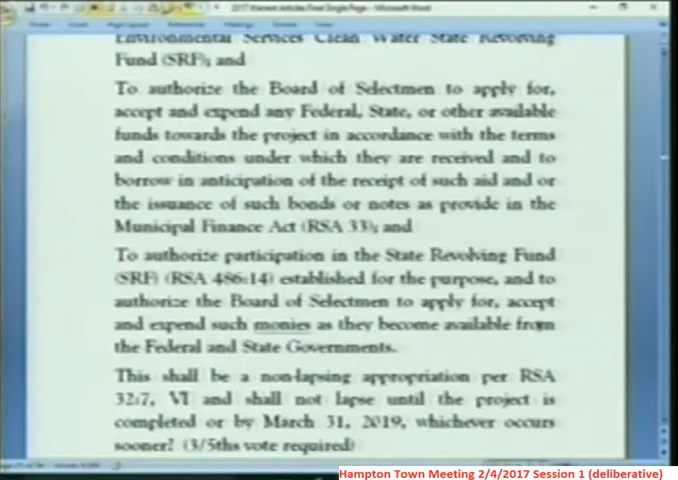 2017 Warrant Articles Final Single Page - Microsoft Word
Environmental Services Clean Water State Revolving
Fund (SRF); and
To authorize the Board of Selectmen to apply for,
accept and expend any Federal, State, or other available
funds towards the project in accordance with the terms
and conditions under which they are received and to
borrow in anticipation of the receipt of such aid and or
the issuance of such bonds or notes as provide in the
Municipal Finance Act (RSA 33); and
To authorize participation in the State Revolving Fund
(SRF) (RSA 486:14) established for the purpose, and to
authorize the Board of Selectmen to apply for, accept
and expend such monies as they become available from
the Federal and State Governments.
This shall be a non-lapsing appropriation per RSA
32:7, VI and shall not lapse until the project is
completed or by March 31, 2019, whichever occurs
sooner? (3/5ths vote required)
Hampton Town Meeting 2/4/2017 Session 1 (deliberative)